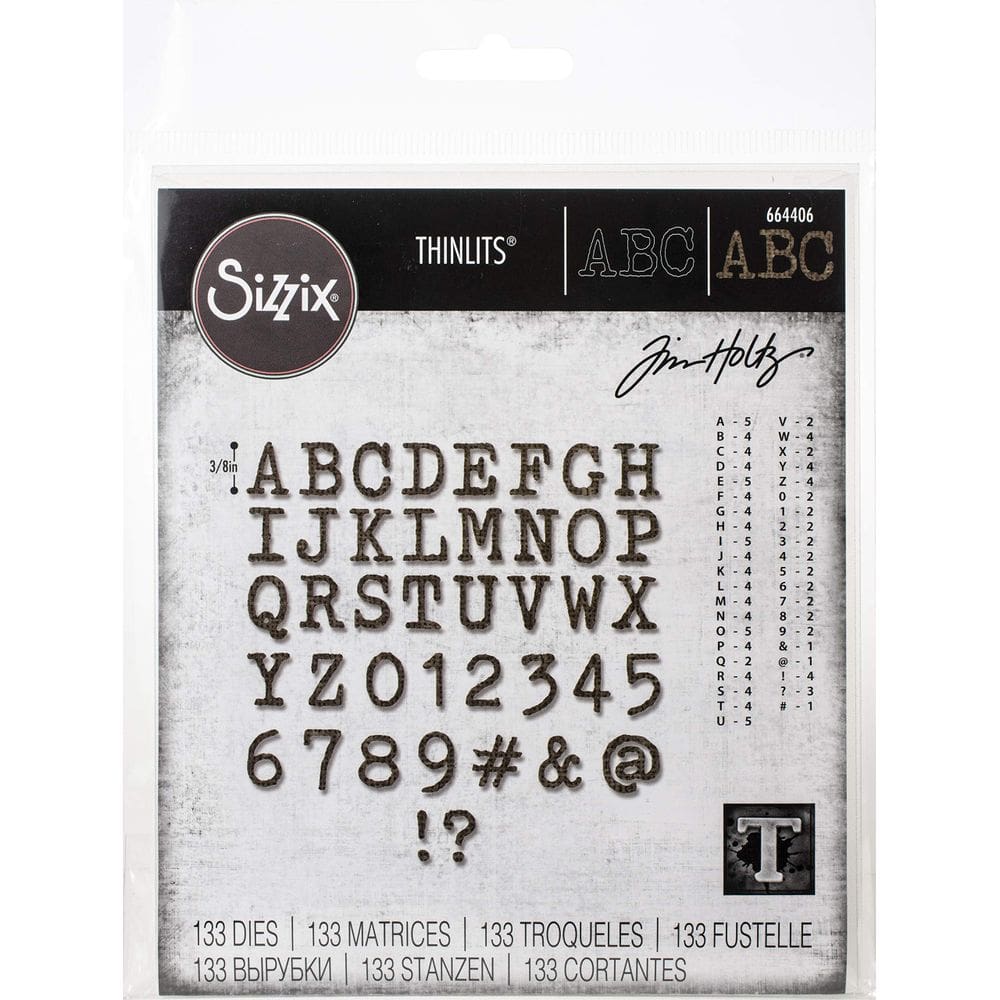 664406
Sizzix®
THINLITS®
ABC
ABC
Tim Holtz®
A - 5 V - 2
B - 4 W - 4
C - 4 X - 2
D - 4 Y - 4
E - 5 Z - 4
F - 4 0 - 2
G - 4 1 - 2
H - 4 2 - 2
I - 5 3 - 2
J - 4 4 - 2
K - 4 5 - 2
L - 4 6 - 2
M - 4 7 - 2
N - 4 8 - 2
O - 5 9 - 2
P - 4 & - 1
Q - 2 @ - 1
R - 4 ! - 4
S - 4 ? - 3
T - 4 # - 1
U - 5
3/8in
ABCDEFGH
IJKLMNOP
QRSTUVWX
YZ012345
6789#&@
!?
T
133 DIES | 133 MATRICES | 133 TROQUELES | 133 FUSTELLE
133 ВЫРУБКИ | 133 STANZEN | 133 CORTANTES